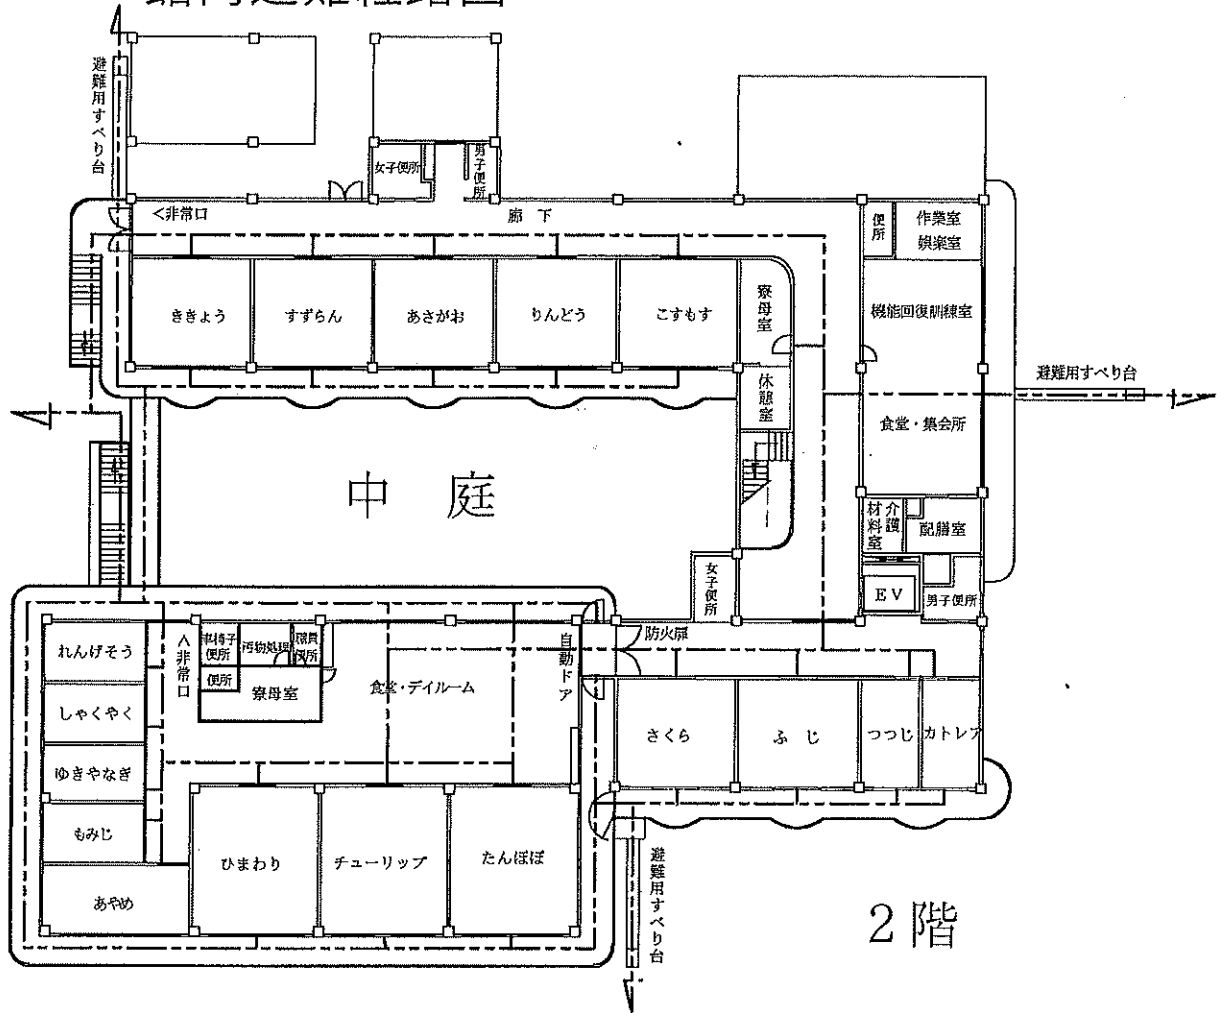 避難用すべり台
女子便所
男子便所
<非常口
廊下
便所
作業室
娯楽室
ききょう
すずらん
あさがお
りんどう
こすもす
寮母室
機能回復訓練室
休憩室
避難用すべり台
食堂・集会所
中庭
介護
材料室
配膳室
女子便所
EV
男子便所
防火扉
れんげそう
しゃくやく
ゆきやなぎ
もみじ
あやめ
<非常口
車椅子
便所
汚物処理
便所
便所
寮母室
食堂・デイルーム
自動ドア
さくら
ふじ
つつじ
カトレア
ひまわり
チューリップ
たんぽぽ
避難用すべり台
2階